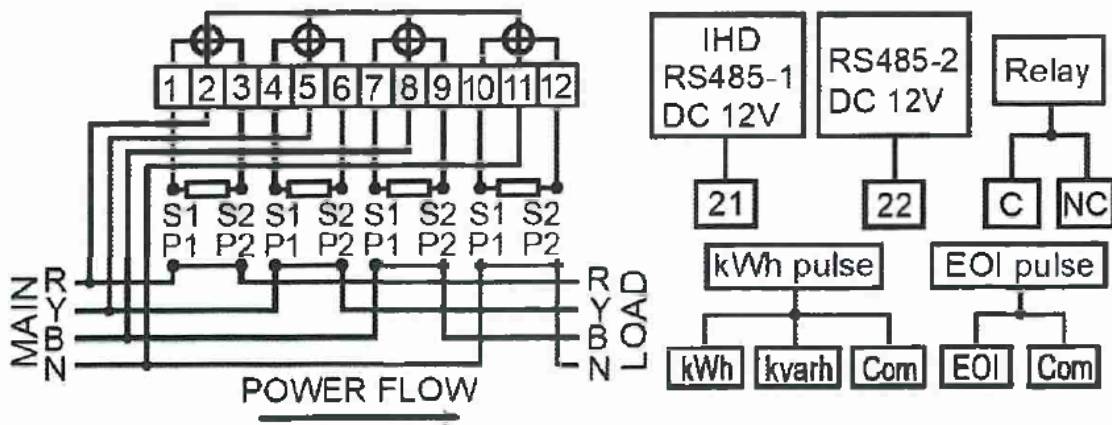 1 2 3 4 5 6 7 8 9 10 11 12
S1 S2 S1 S2 S1 S2 S1 S2
P1 P2 P1 P2 P1 P2 P1 P2
MAIN
R
Y
B
N
R
Y
B
N
LOAD
POWER FLOW
IHD
RS485-1
DC 12V
21
RS485-2
DC 12V
22
Relay
C NC
kWh pulse
kWh kvarh Com
EOI pulse
EOI Com